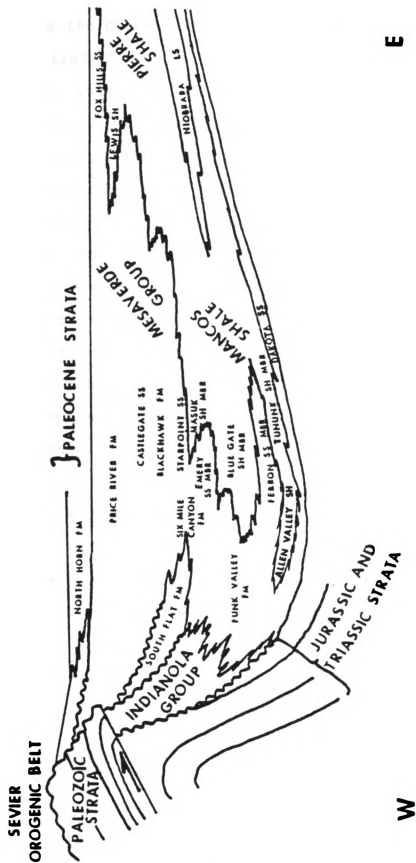 SEVIER
OROGENIC BELT
PALEOZOIC
STRATA
NORTH HORN FM
}PALEOCENE STRATA
FOX HILLS SS
LEWIS SH
PIERRE
SHALE
NIOBRARA LS
MESAVERDE
GROUP
PRICE RIVER FM
CASTLEGATE SS
BLACKHAWK FM
STARPOINT SS
MASUK
SH MBR
EMERY
SS MBR
BLUE GATE
SH MBR
MANCOS
SHALE
SIX MILE
CANYON
FM
SOUTH FLAT FM
INDIANOLA
GROUP
FUNK VALLEY
FM
FERRON SS MBR
TUNUNK SH MBR
DAKOTA SS
ALLEN VALLEY SH
JURASSIC AND
TRIASSIC STRATA
W
E